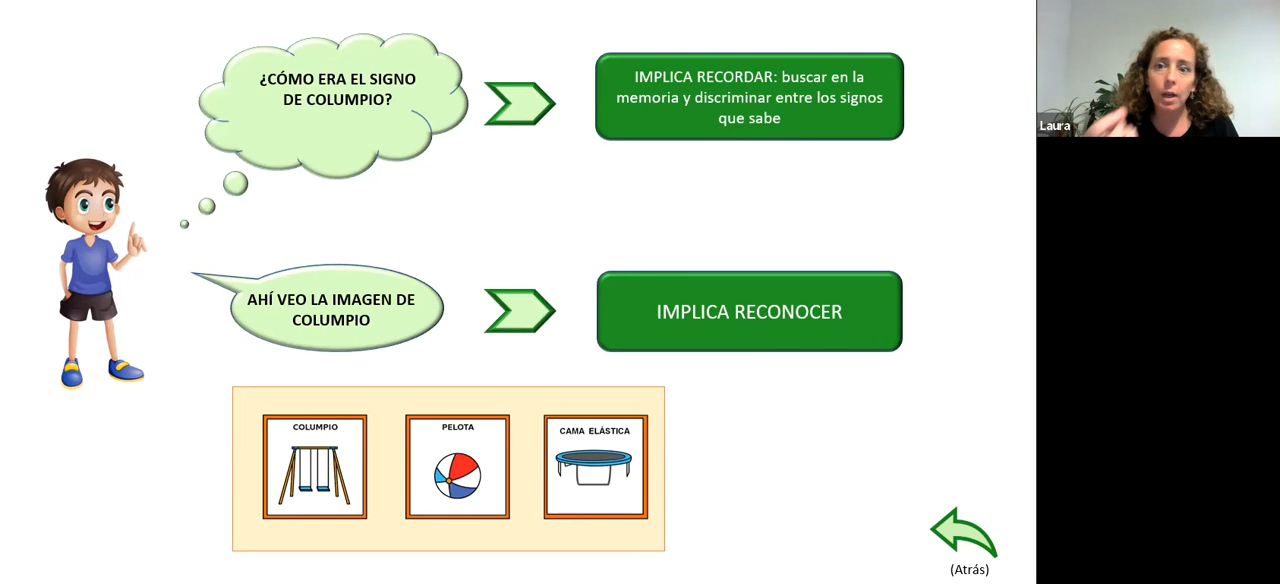 ¿CÓMO ERA EL SIGNO
DE COLUMPIO?
IMPLICA RECORDAR: buscar en la
memoria y discriminar entre los signos
que sabe
Laura
AHÍ VEO LA IMAGEN DE
COLUMPIO
IMPLICA RECONOCER
COLUMPIO
PELOTA
CAMA ELÁSTICA
(Atrás)